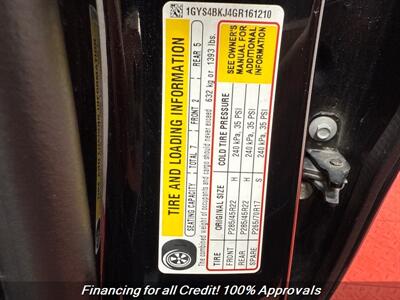 1GYS4BKJ4GR161210
TIRE AND LOADING INFORMATION
SEATING CAPACITY TOTAL 7 FRONT 2 REAR 5
The combined weight of occupants and cargo should never exceed 632 kg or 1393 lbs.
TIRE ORIGINAL SIZE COLD TIRE PRESSURE
FRONT P285/45R22 H 240 kPa, 35 PSI
REAR P285/45R22 H 240 kPa, 35 PSI
SPARE P265/70R17 S 240 kPa, 35 PSI
SEE OWNER'S
MANUAL FOR
ADDITIONAL
INFORMATION
Financing for all Credit! 100% Approvals!